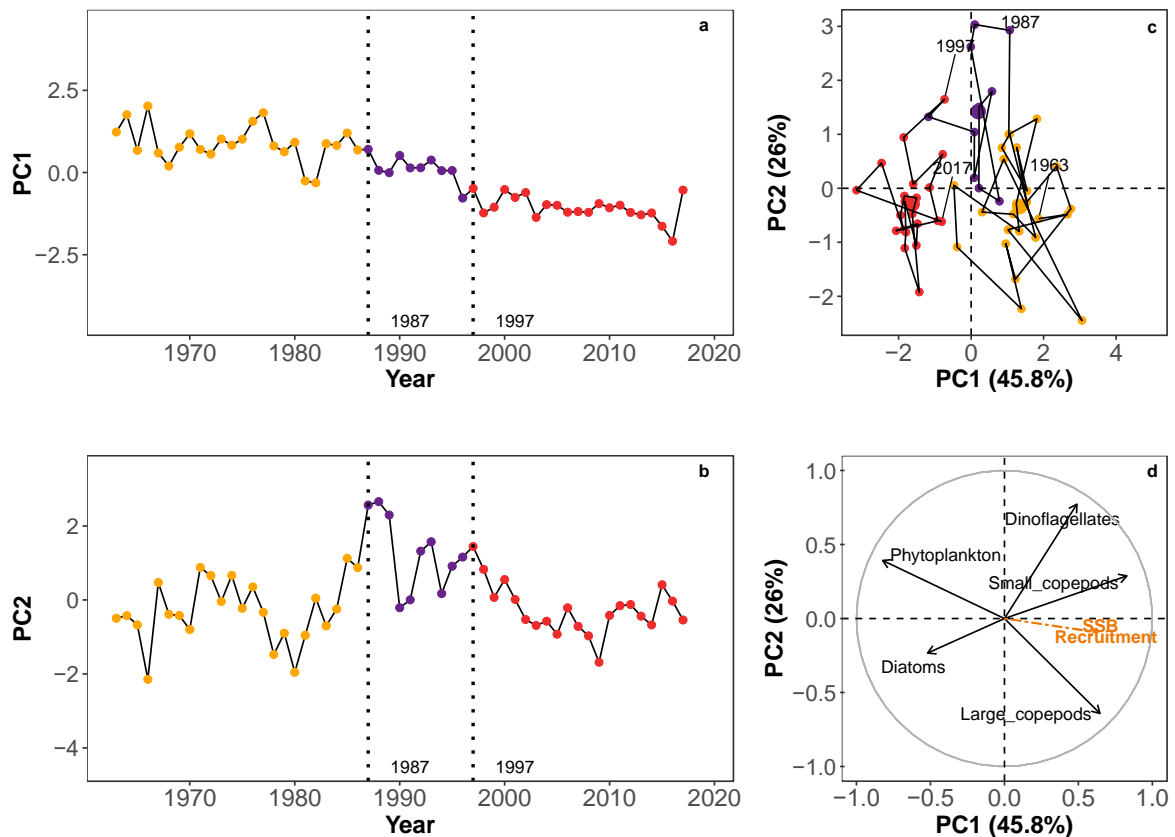 a
PC1
2.5
0.0
−2.5
1987
1997
1970
1980
1990
2000
2010
2020
Year
c
PC2 (26%)
3
2
1
0
−1
−2
1987
1997
2017
1963
−2
0
2
4
PC1 (45.8%)
b
PC2
2
0
−2
−4
1987
1997
1970
1980
1990
2000
2010
2020
Year
d
PC2 (26%)
1.0
0.5
0.0
−0.5
−1.0
Dinoflagellates
Phytoplankton
Small_copepods
SSB
Recruitment
Diatoms
Large_copepods
−1.0
−0.5
0.0
0.5
1.0
PC1 (45.8%)